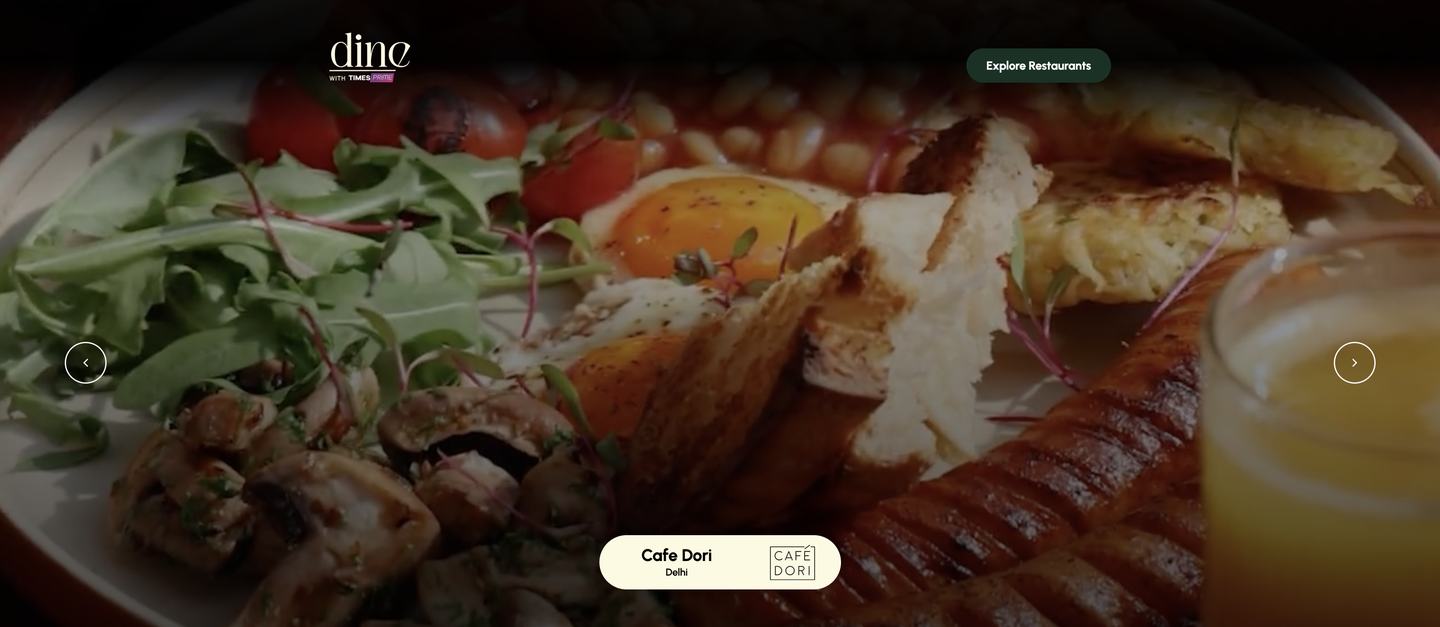 dine
WITH TIMES PRIME
Explore Restaurants
Cafe Dori
Delhi
CAFÉ
DORI